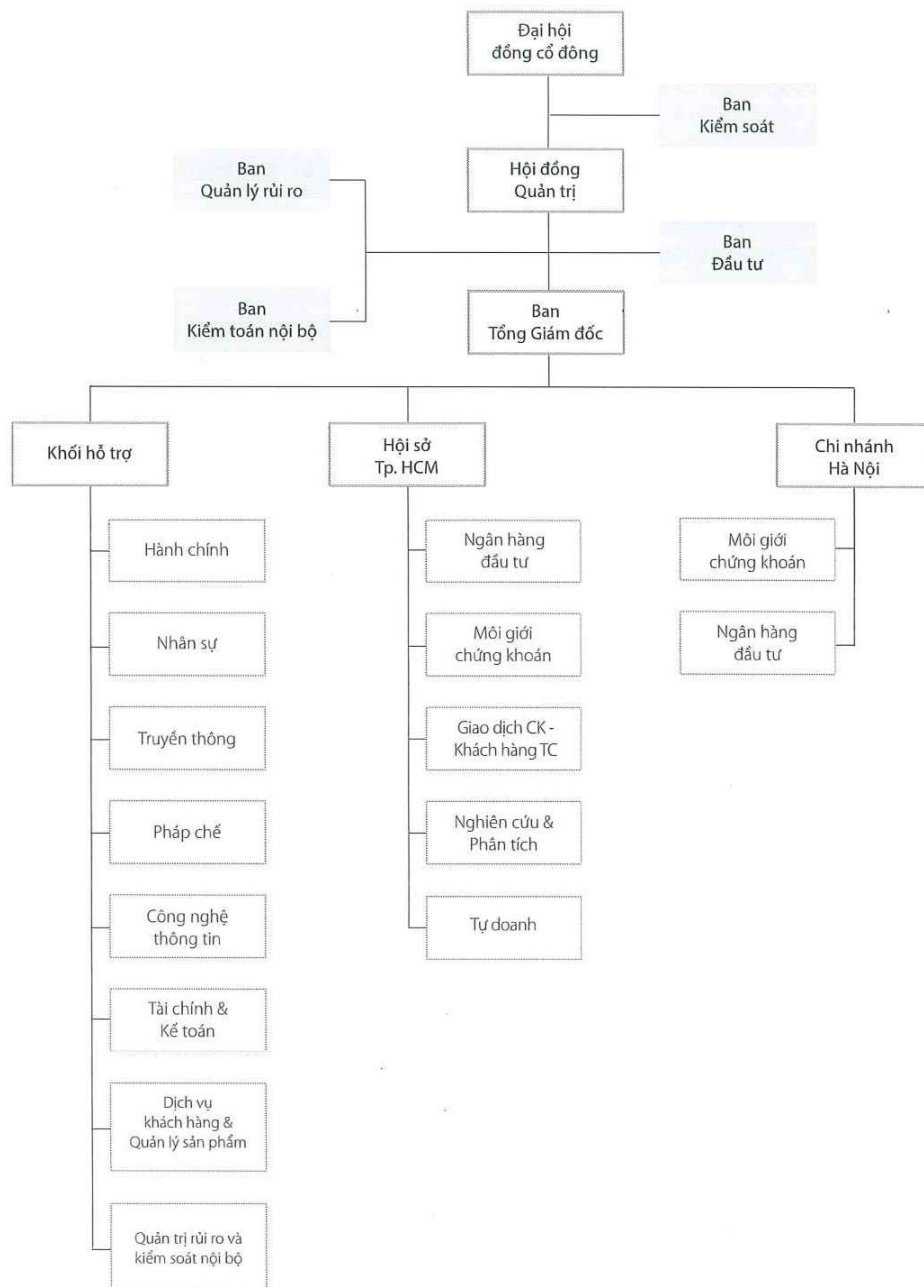 Đại hội
đồng cổ đông
Ban
Kiểm soát
Hội đồng
Quản trị
Ban
Quản lý rủi ro
Ban
Đầu tư
Ban
Kiểm toán nội bộ
Ban
Tổng Giám đốc
Khối hỗ trợ
Hành chính
Nhân sự
Truyền thông
Pháp chế
Công nghệ
thông tin
Tài chính &
Kế toán
Dịch vụ
khách hàng &
Quản lý sản phẩm
Quản trị rủi ro và
kiểm soát nội bộ
Hội sở
Tp. HCM
Ngân hàng
đầu tư
Môi giới
chứng khoán
Giao dịch CK -
Khách hàng TC
Nghiên cứu &
Phân tích
Tự doanh
Chi nhánh
Hà Nội
Môi giới
chứng khoán
Ngân hàng
đầu tư